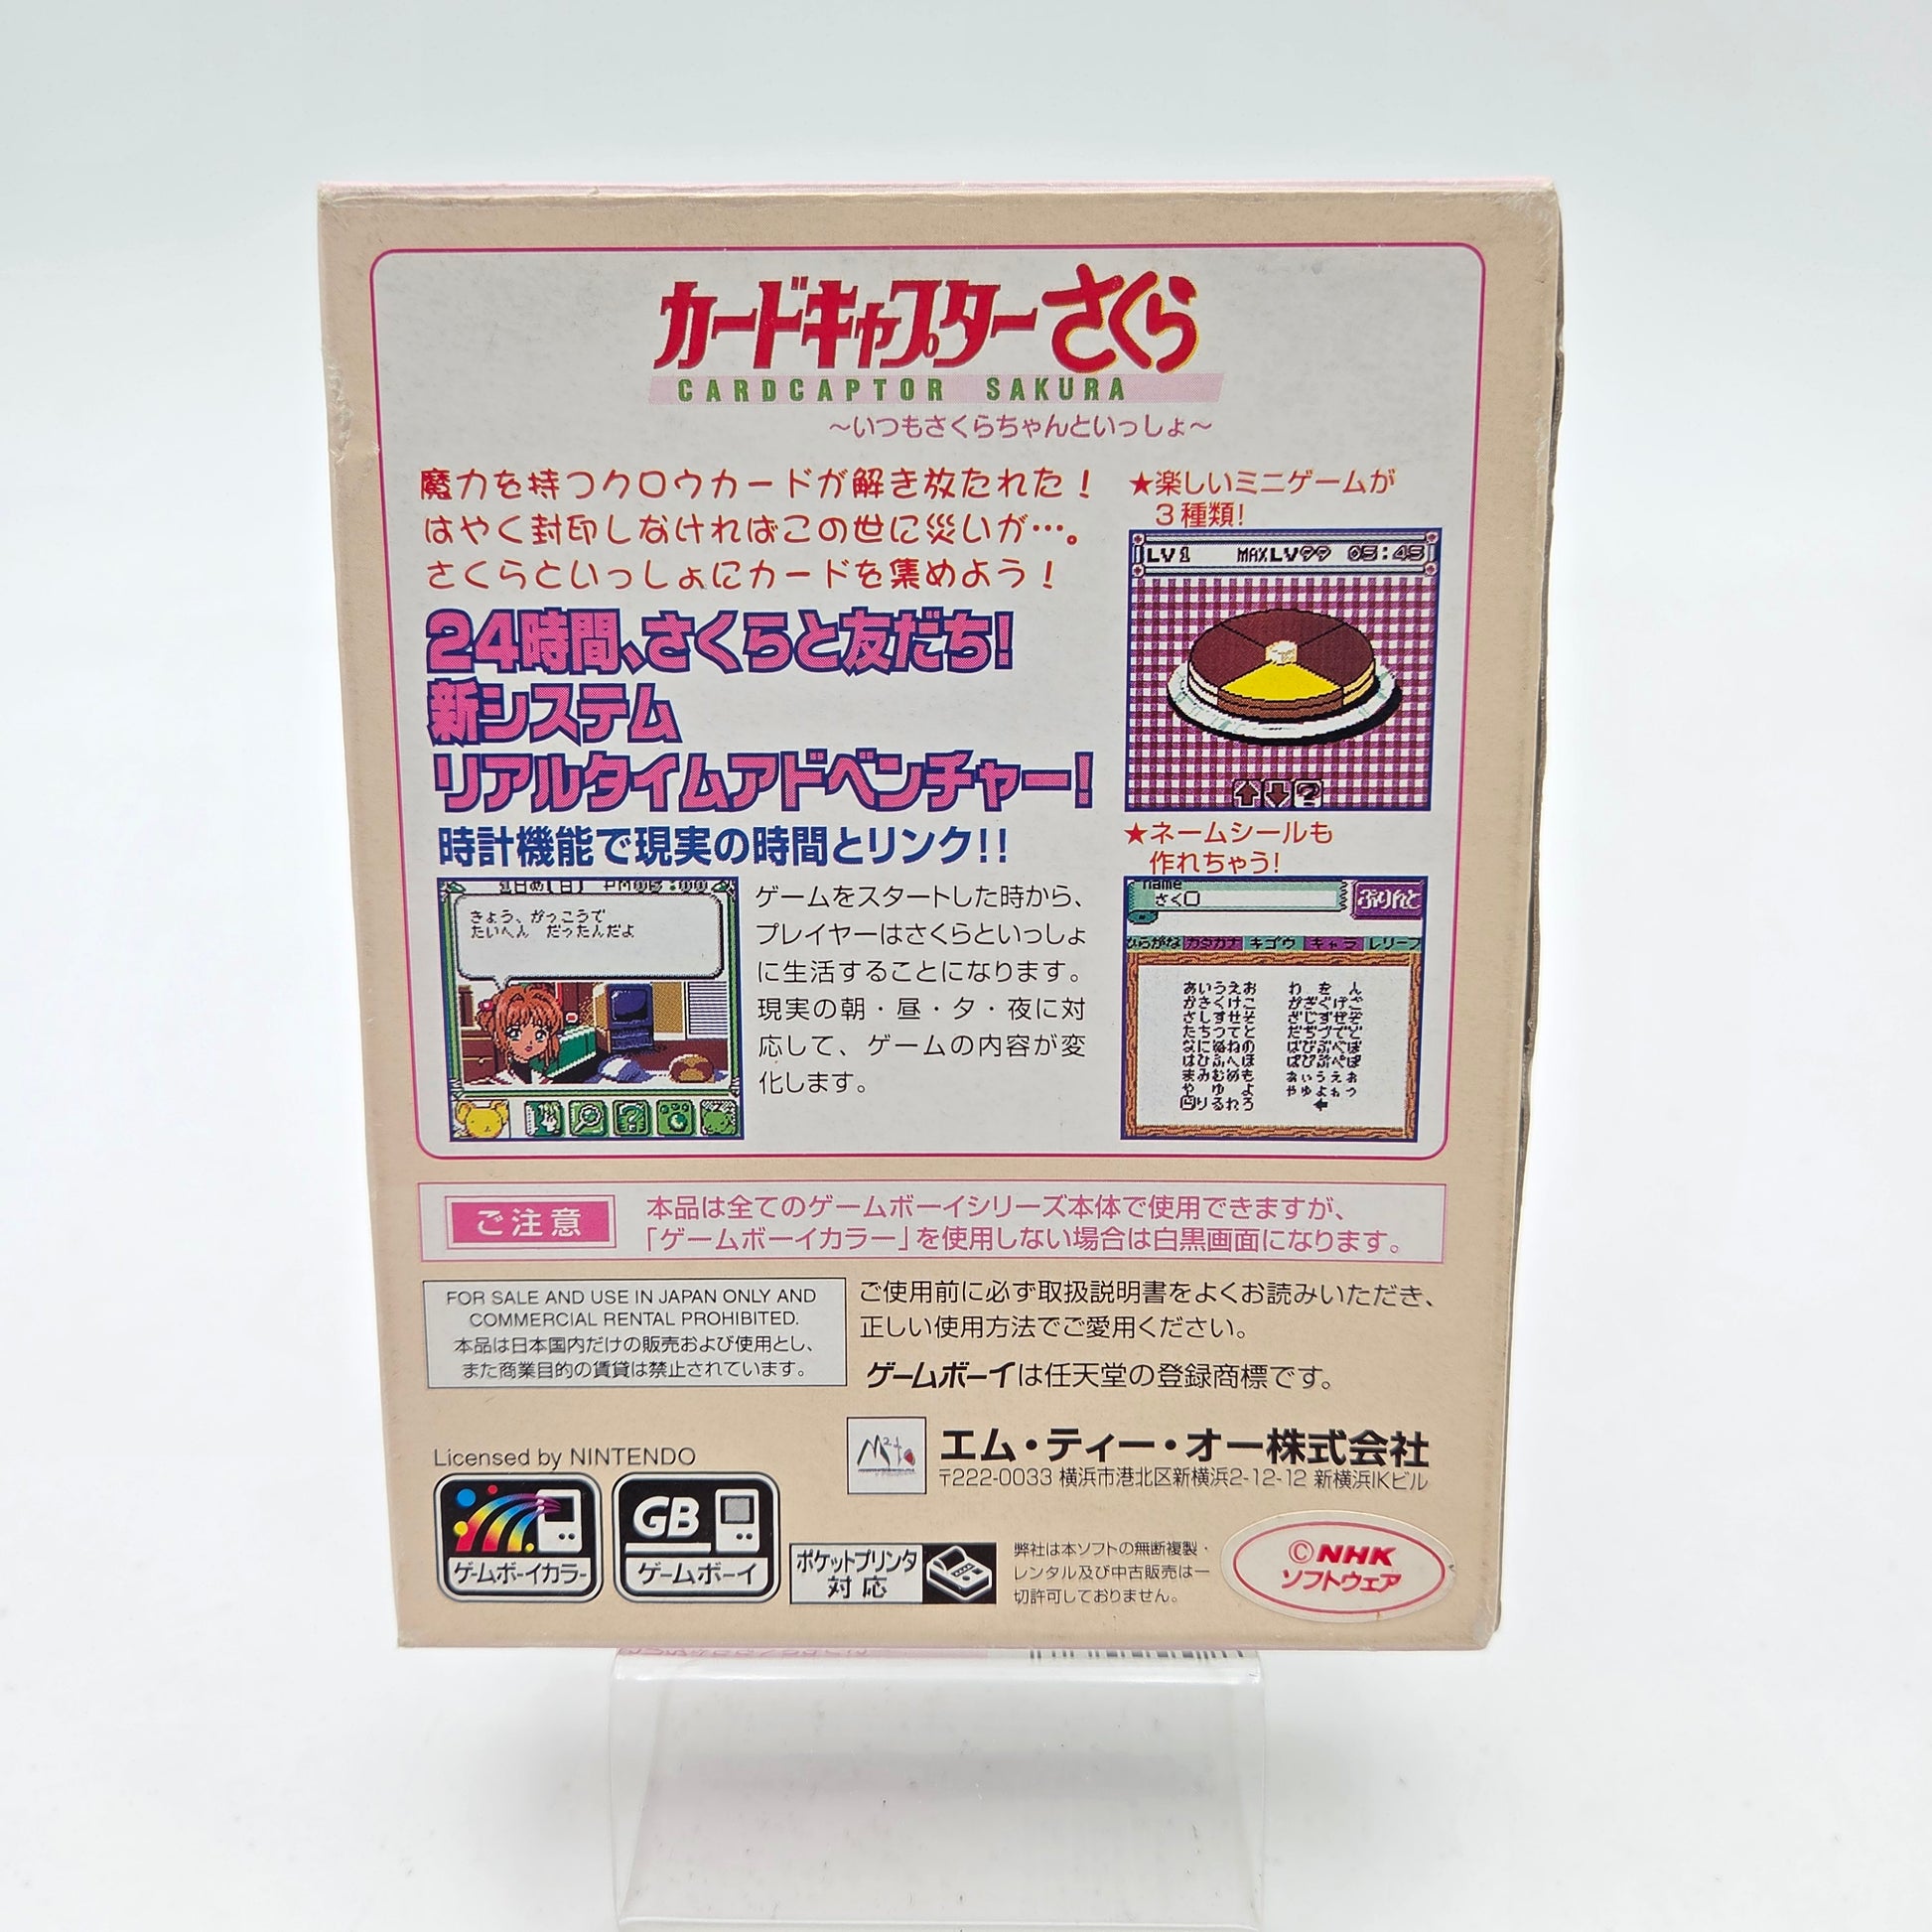 カードキャプターさくら
CARDCAPTOR SAKURA
～いつもさくらちゃんといっしょ～
魔力を持つクロウカードが解き放たれた!
はやく封印しなければこの世に災いが…。
さくらといっしょにカードを集めよう!
24時間、さくらと友だち!
新システム
リアルタイムアドベンチャー!
時計機能で現実の時間とリンク!!
1日め[日] PM06:00
きょう、がっこうで
たいへん だったんだよ
ゲームをスタートした時から、
プレイヤーはさくらといっしょ
に生活することになります。
現実の朝・昼・夕・夜に対
応して、ゲームの内容が変
化します。
★楽しいミニゲームが
3種類!
LV1 MAXLV99 05:45
★ネームシールも
作れちゃう!
name
さく
ぷりんと
ひらがな カタカナ キゴウ キャラ レリーフ
ご注意
本品は全てのゲームボーイシリーズ本体で使用できますが、
「ゲームボーイカラー」を使用しない場合は白黒画面になります。
FOR SALE AND USE IN JAPAN ONLY AND
COMMERCIAL RENTAL PROHIBITED.
本品は日本国内だけの販売および使用とし、
また商業目的の賃貸は禁止されています。
ご使用前に必ず取扱説明書をよくお読みいただき、
正しい使用方法でご愛用ください。
ゲームボーイは任天堂の登録商標です。
エム・ティー・オー株式会社
〒222-0033 横浜市港北区新横浜2-12-12 新横浜IKビル
Licensed by NINTENDO
ゲームボーイカラー
GB
ゲームボーイ
ポケットプリンタ
対応
弊社は本ソフトの無断複製・
レンタル及び中古販売は一
切許可しておりません。
©NHK
ソフトウェア